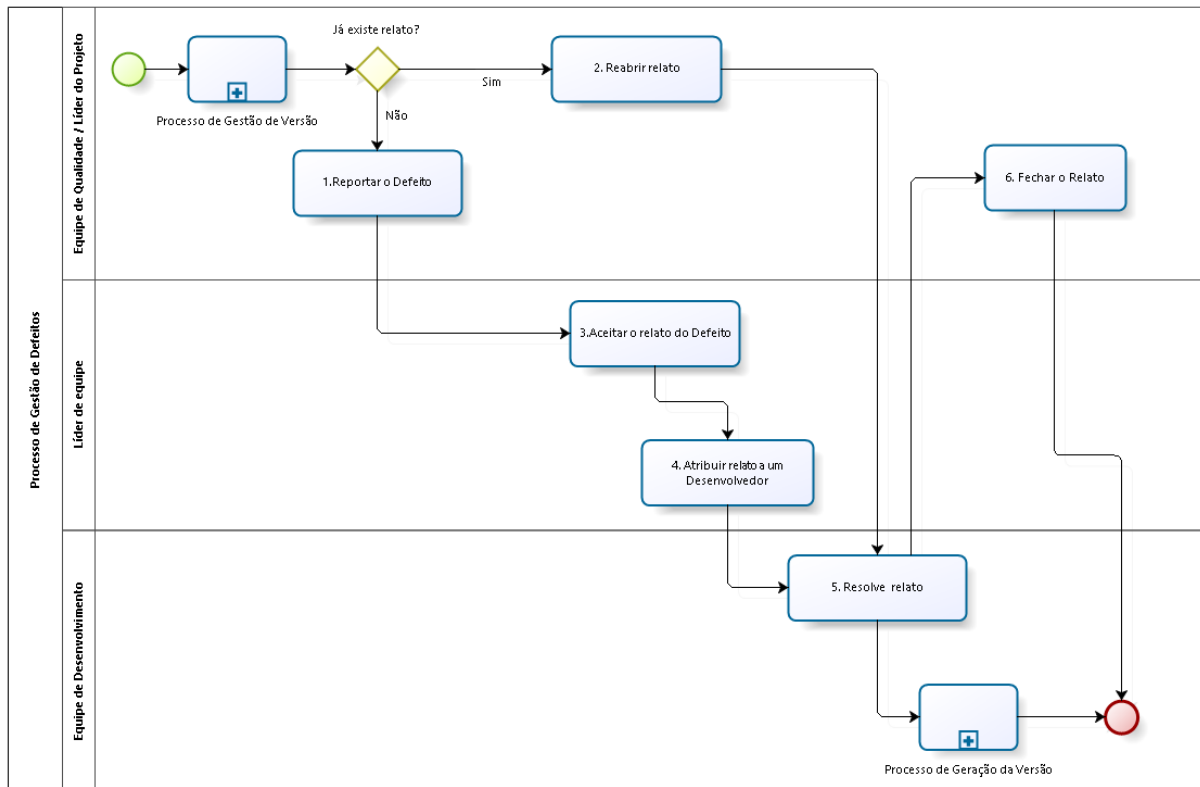 Processo de Gestão de Defeitos
Equipe de Qualidade / Líder do Projeto
Já existe relato?
Sim
Não
Processo de Gestão de Versão
2. Reabrir relato
1.Reportar o Defeito
6. Fechar o Relato
Líder de equipe
3.Aceitar o relato do Defeito
4. Atribuir relato a um
Desenvolvedor
Equipe de Desenvolvimento
5. Resolve relato
Processo de Geração da Versão